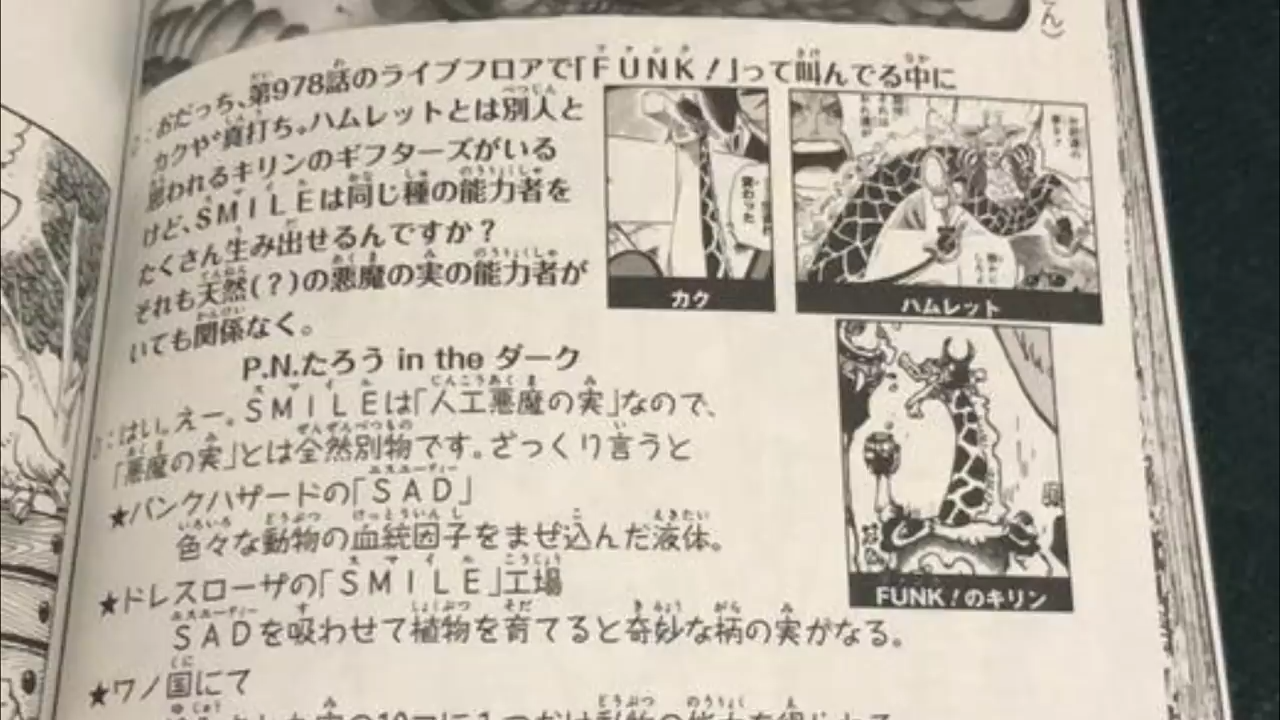 ん)
おだっち、第978話のライブフロアで「FUNK!」って叫んでる中に
カクや"真打ち"ハムレットとは別人と
思われるキリンのギフターズがいる
けど、SMILEは同じ種の能力者を
たくさん生み出せるんですか?
それも天然(?)の悪魔の実の能力者が
いても関係なく。
P.N.たろう in the ダーク
カク
ハムレット
はいしえー。SMILEは「人工悪魔の実」なので、
「悪魔の実」とは全然別物です。ざっくり言うと
★パンクハザードの「SAD」
色々な動物の血統因子をまぜ込んだ液体。
★ドレスローザの「SMILE」工場
SADを吸わせて植物を育てると奇妙な柄の実がなる。
FUNK!のキリン
★ワノ国にて